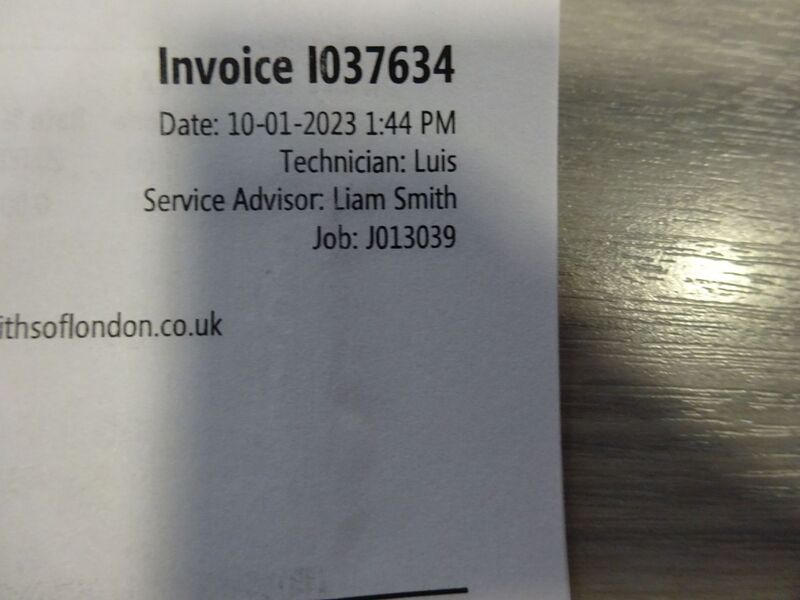 Invoice I037634
Date: 10-01-2023 1:44 PM
Technician: Luis
Service Advisor: Liam Smith
Job: J013039
ithsoflondon.co.uk